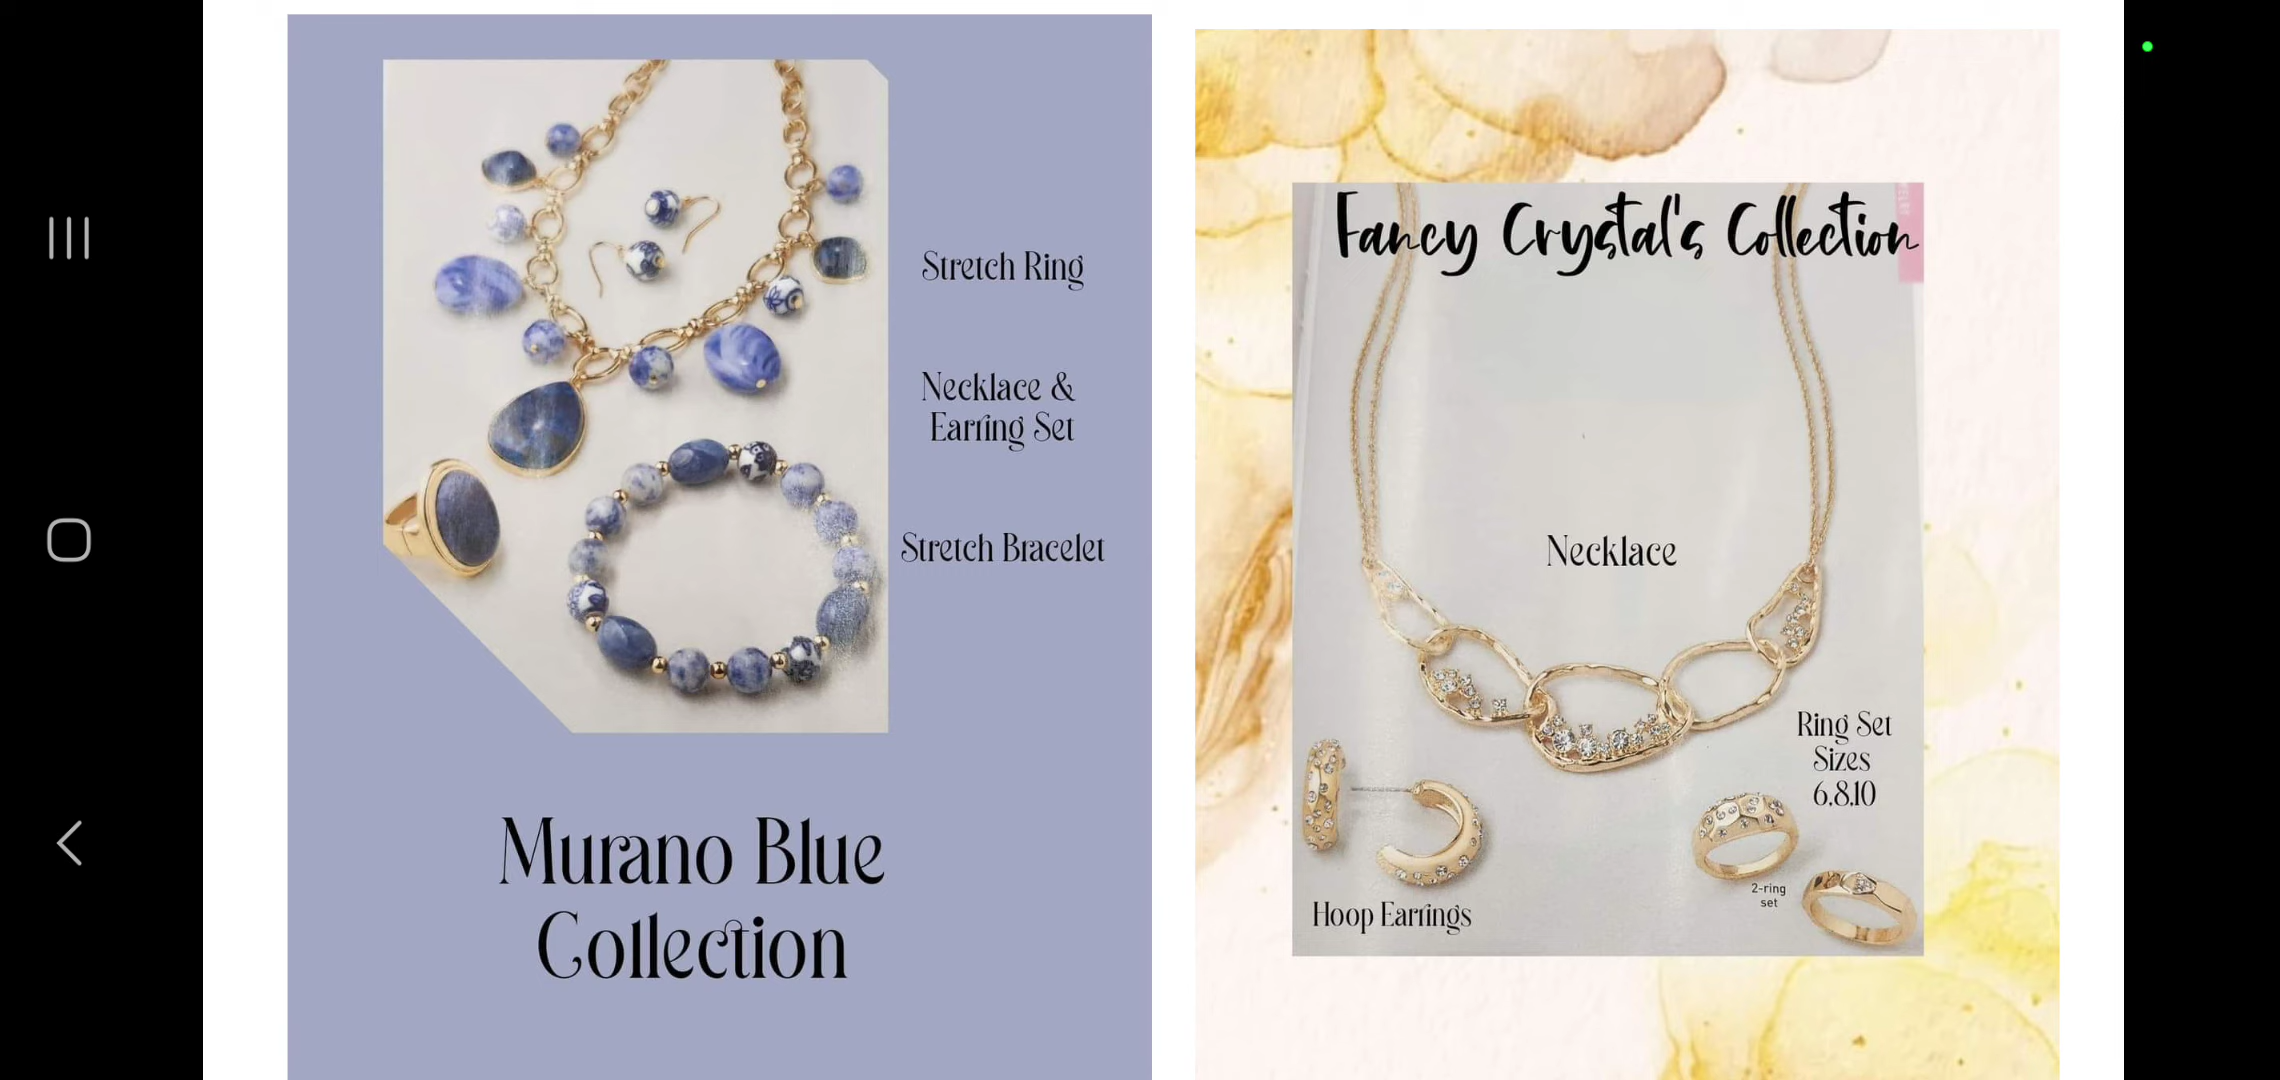 Stretch Ring
Necklace &
Earring Set
Stretch Bracelet
Murano Blue
Collection
Fancy Crystal's Collection
Necklace
Ring Set
Sizes
6,8,10
2-ring
set
Hoop Earrings